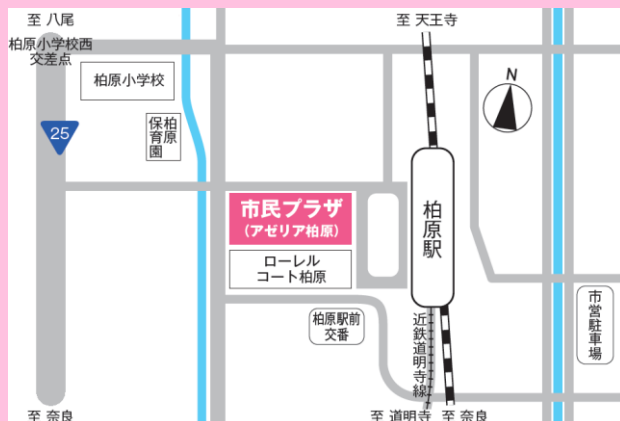 至 八尾
至 天王寺
柏原小学校西
交差点
柏原小学校
N
25
柏原
保育園
市民プラザ
(アゼリア柏原)
柏原駅
ローレル
コート柏原
市営駐車場
柏原駅前
交番
近鉄道明寺線
至 奈良
至 道明寺
至 奈良